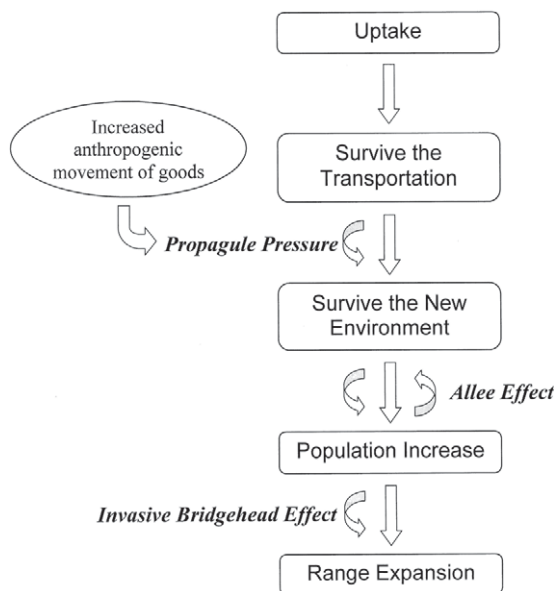 Uptake
Increased
anthropogenic
movement of goods
Survive the
Transportation
Propagule Pressure
Survive the New
Environment
Allee Effect
Population Increase
Invasive Bridgehead Effect
Range Expansion